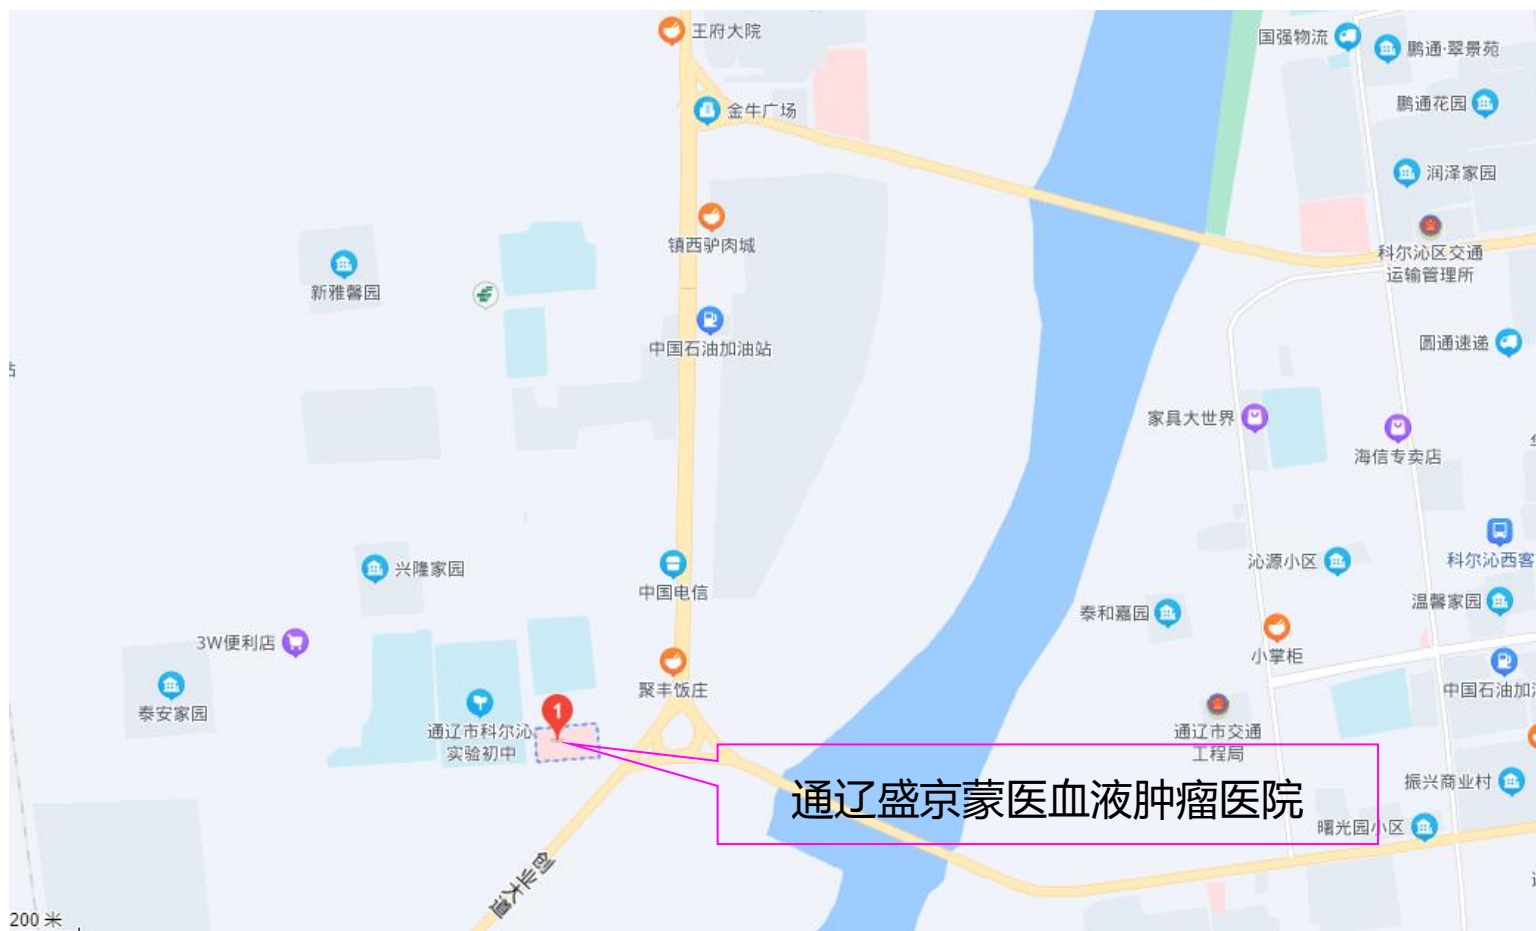 王府大院
国强物流
鹏通·翠景苑
鹏通花园
金牛广场
润泽家园
镇西驴肉城
科尔沁区交通
运输管理所
新雅馨园
中国石油加油站
圆通速递
家具大世界
海信专卖店
兴隆家园
中国电信
沁源小区
科尔沁西客
温馨家园
泰和嘉园
3W便利店
小掌柜
聚丰饭庄
中国石油加
泰安家园
1
通辽市科尔沁
实验初中
通辽市交通
工程局
振兴商业村
通辽盛京蒙医血液肿瘤医院
曙光园小区
创业大道
200 米